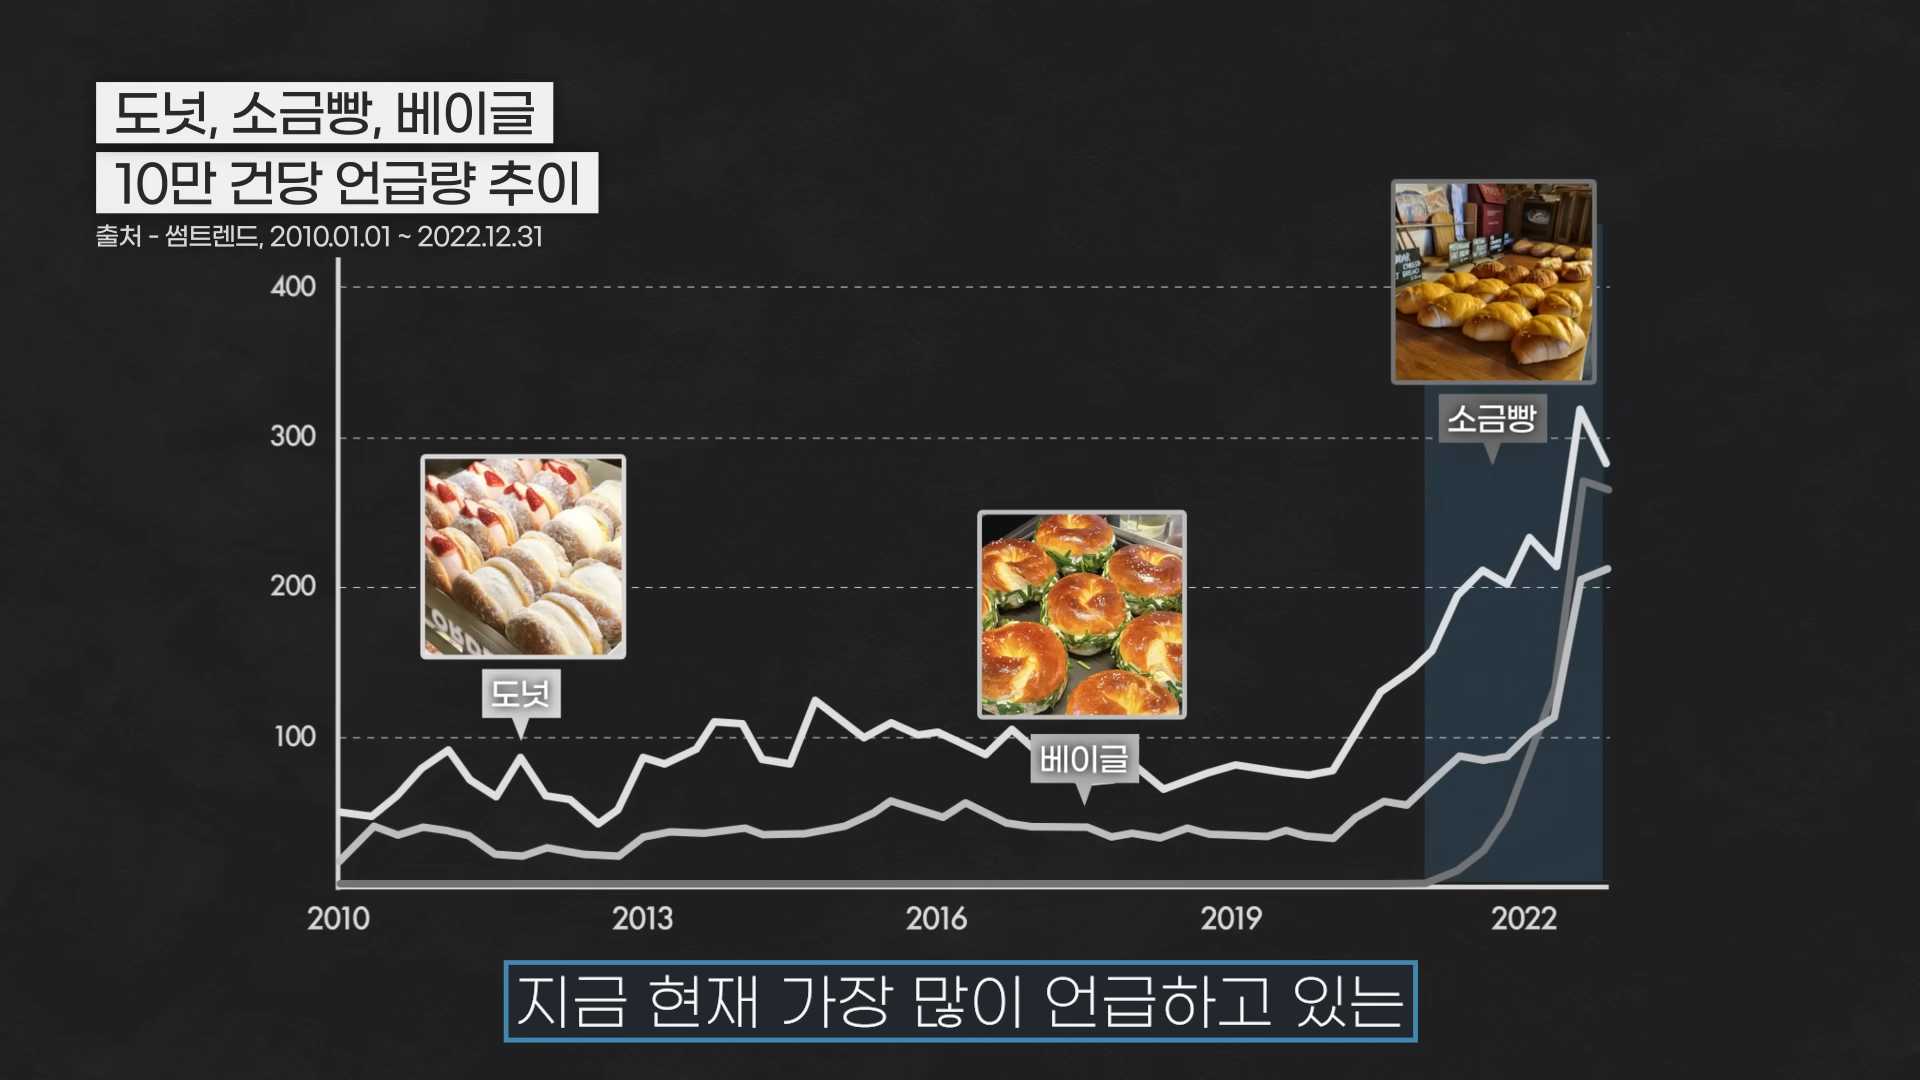 도넛, 소금빵, 베이글
10만 건당 언급량 추이
출처 - 썸트렌드, 2010.01.01 ~ 2022.12.31
400
300
200
100
소금빵
도넛
베이글
2010
2013
2016
2019
2022
지금 현재 가장 많이 언급하고 있는